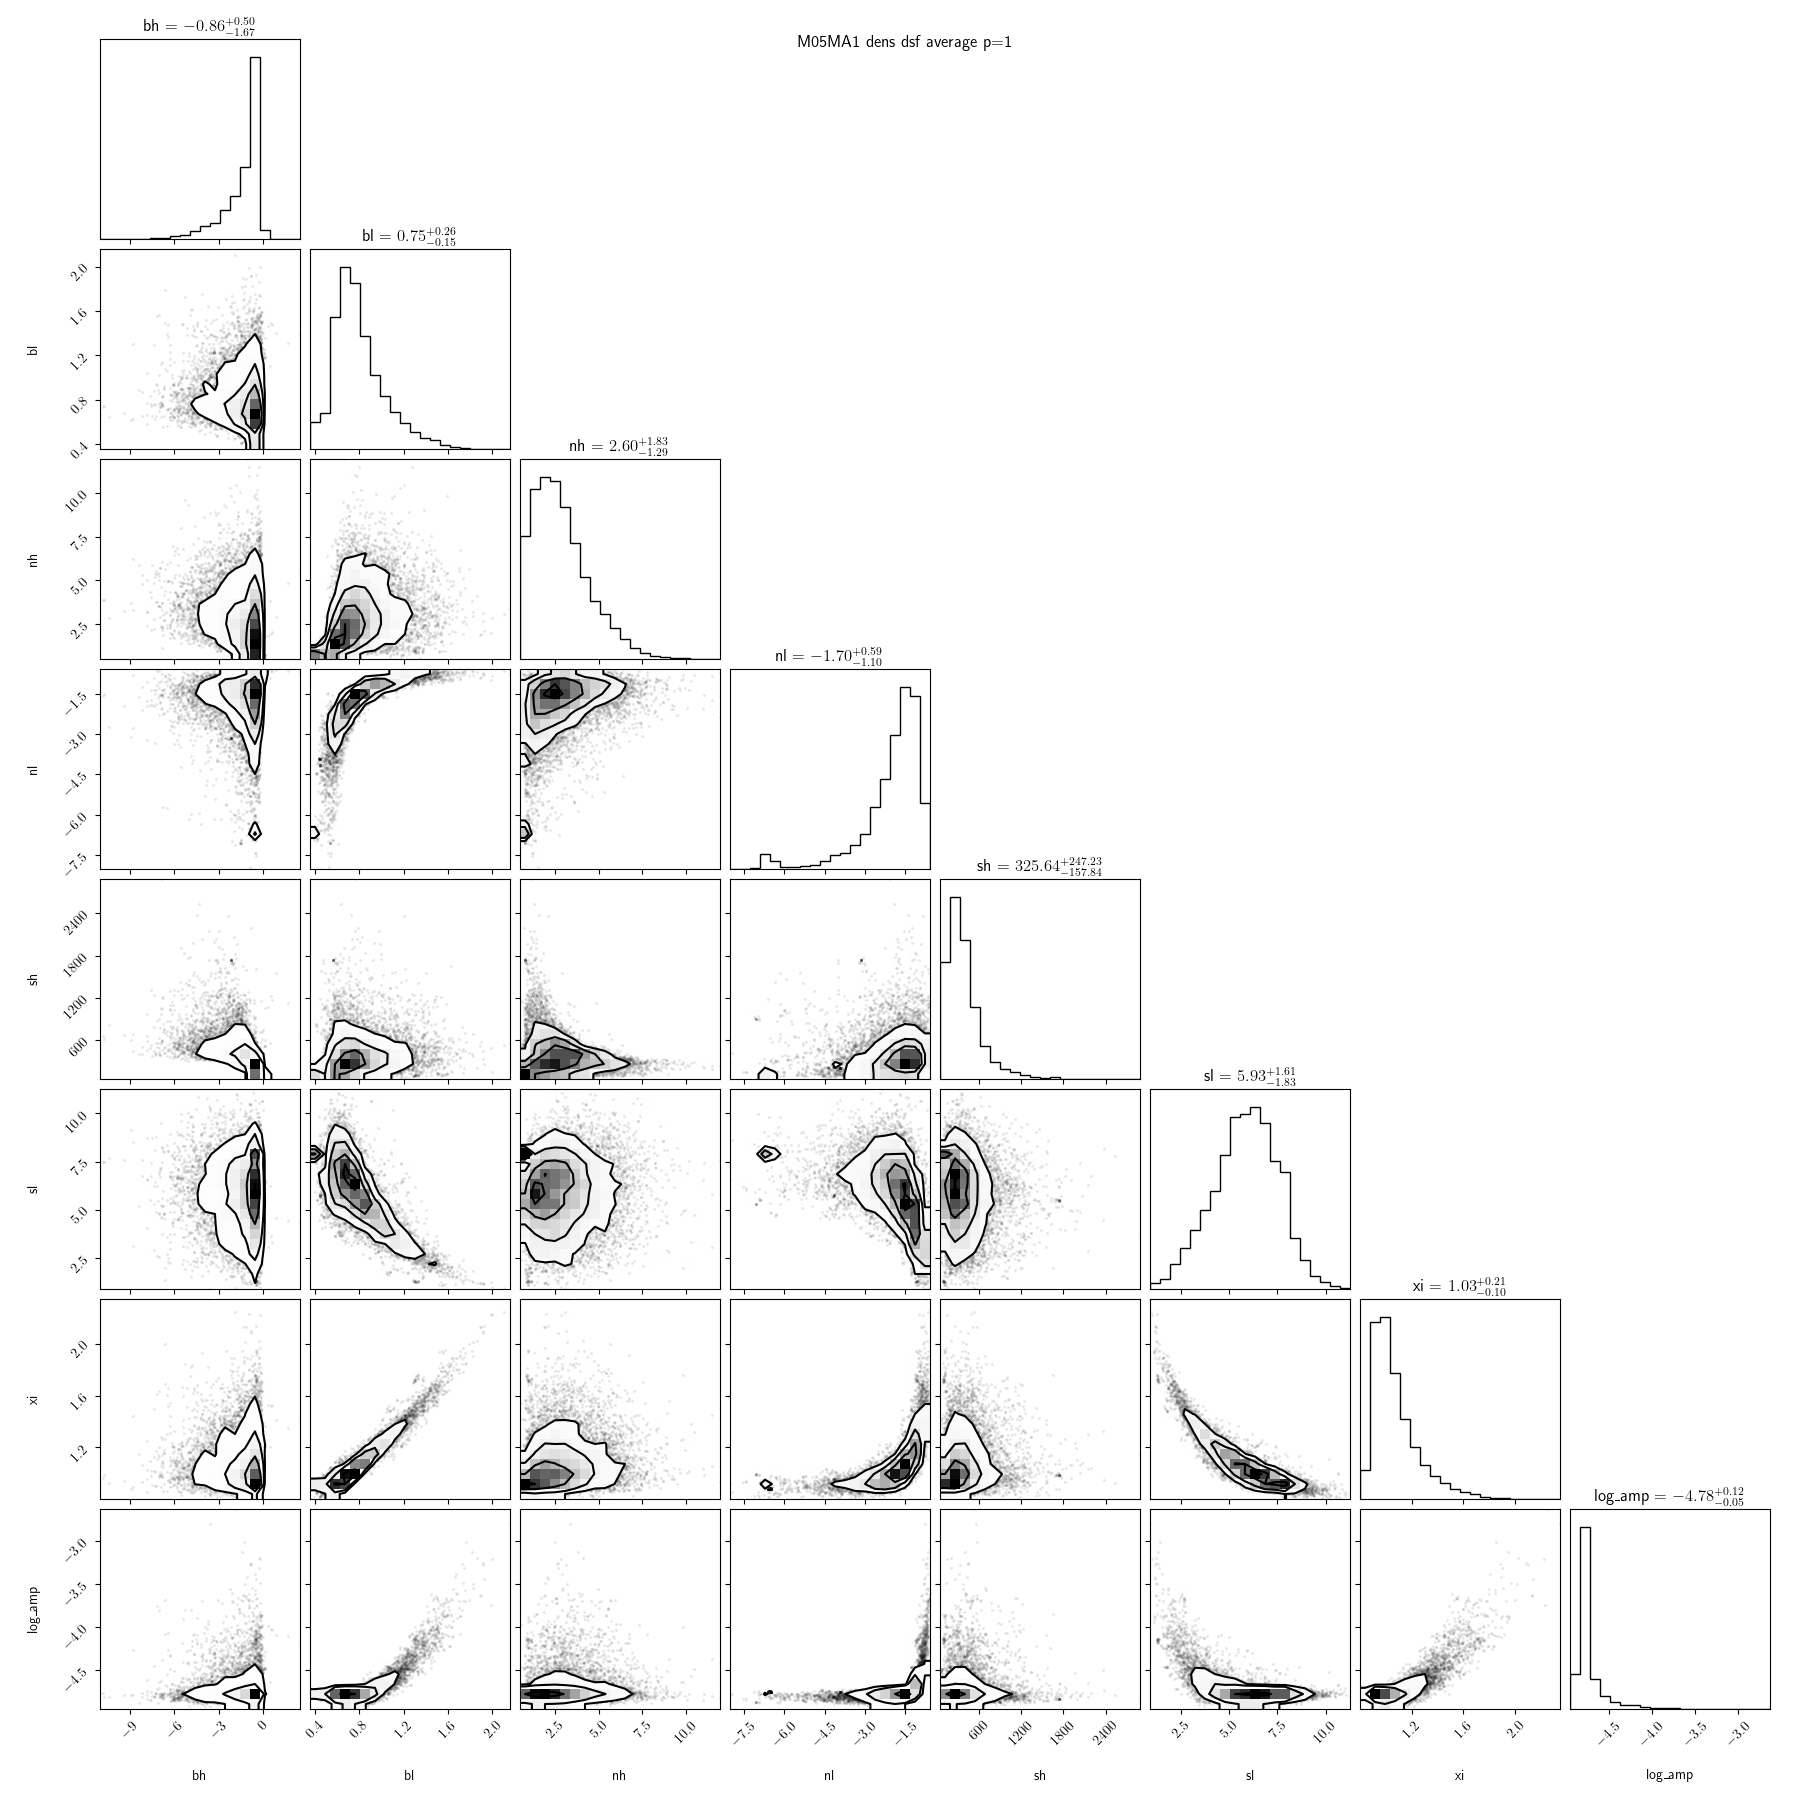 bh = −0.86 +0.50 −1.67
M05MA1 dens dsf average p=1
bl = 0.75 +0.26 −0.15
2.0
1.6
1.2
0.8
0.4
bl
nh = 2.60 +1.83 −1.29
10.0
7.5
5.0
2.5
nh
nl = −1.70 +0.59 −1.10
−1.5
−3.0
−4.5
−6.0
−7.5
nl
sh = 325.64 +247.23 −157.84
2400
1800
1200
600
sh
sl = 5.93 +1.61 −1.83
10.0
7.5
5.0
2.5
sl
xi = 1.03 +0.21 −0.10
2.0
1.6
1.2
xi
log_amp = −4.78 +0.12 −0.05
−3.0
−3.5
−4.0
−4.5
log_amp
−9 −6 −3 0 0.4 0.8 1.2 1.6 2.0 2.5 5.0 7.5 10.0 −7.5 −6.0 −4.5 −3.0 −1.5 600 1200 1800 2400 2.5 5.0 7.5 10.0 1.2 1.6 2.0 −4.5 −4.0 −3.5 −3.0
bh bl nh nl sh sl xi log_amp